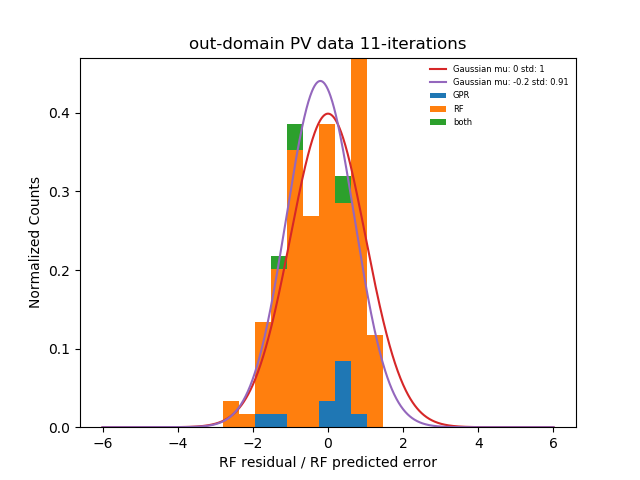 out-domain PV data 11-iterations
Gaussian mu: 0 std: 1
Gaussian mu: -0.2 std: 0.91
GPR
RF
both
Normalized Counts
0.4
0.3
0.2
0.1
0.0
−6
−4
−2
0
2
4
6
RF residual / RF predicted error